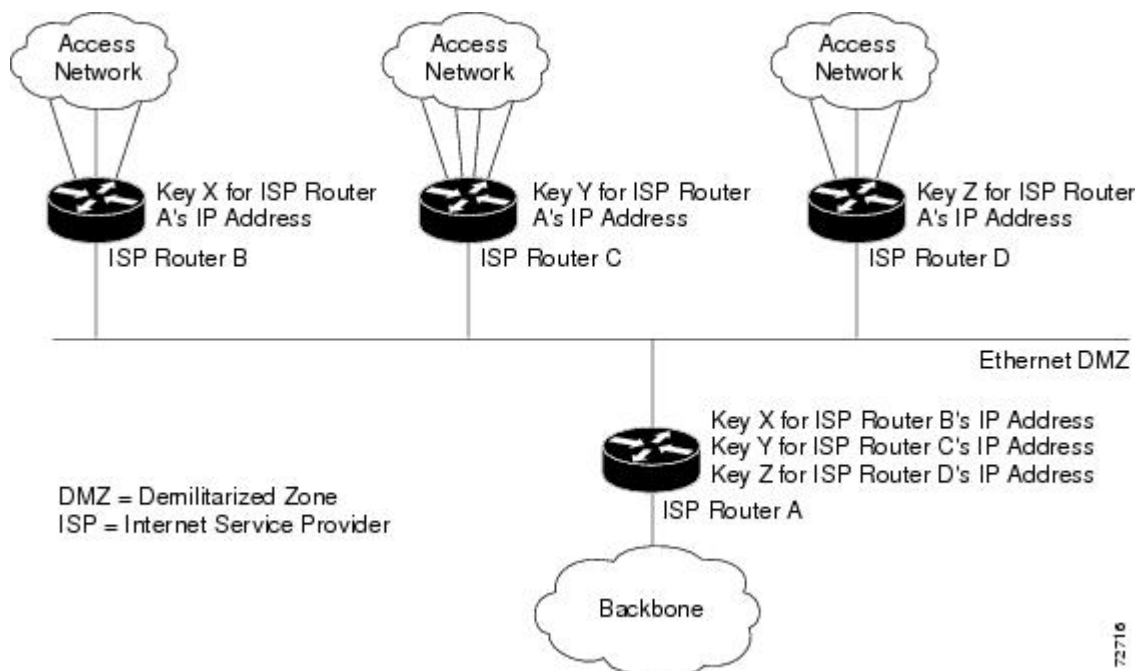 Access
Network
Access
Network
Access
Network
Key X for ISP Router
A's IP Address
ISP Router B
Key Y for ISP Router
A's IP Address
ISP Router C
Key Z for ISP Router
A's IP Address
ISP Router D
Ethernet DMZ
Key X for ISP Router B's IP Address
Key Y for ISP Router C's IP Address
Key Z for ISP Router D's IP Address
ISP Router A
DMZ = Demilitarized Zone
ISP = Internet Service Provider
Backbone
72716